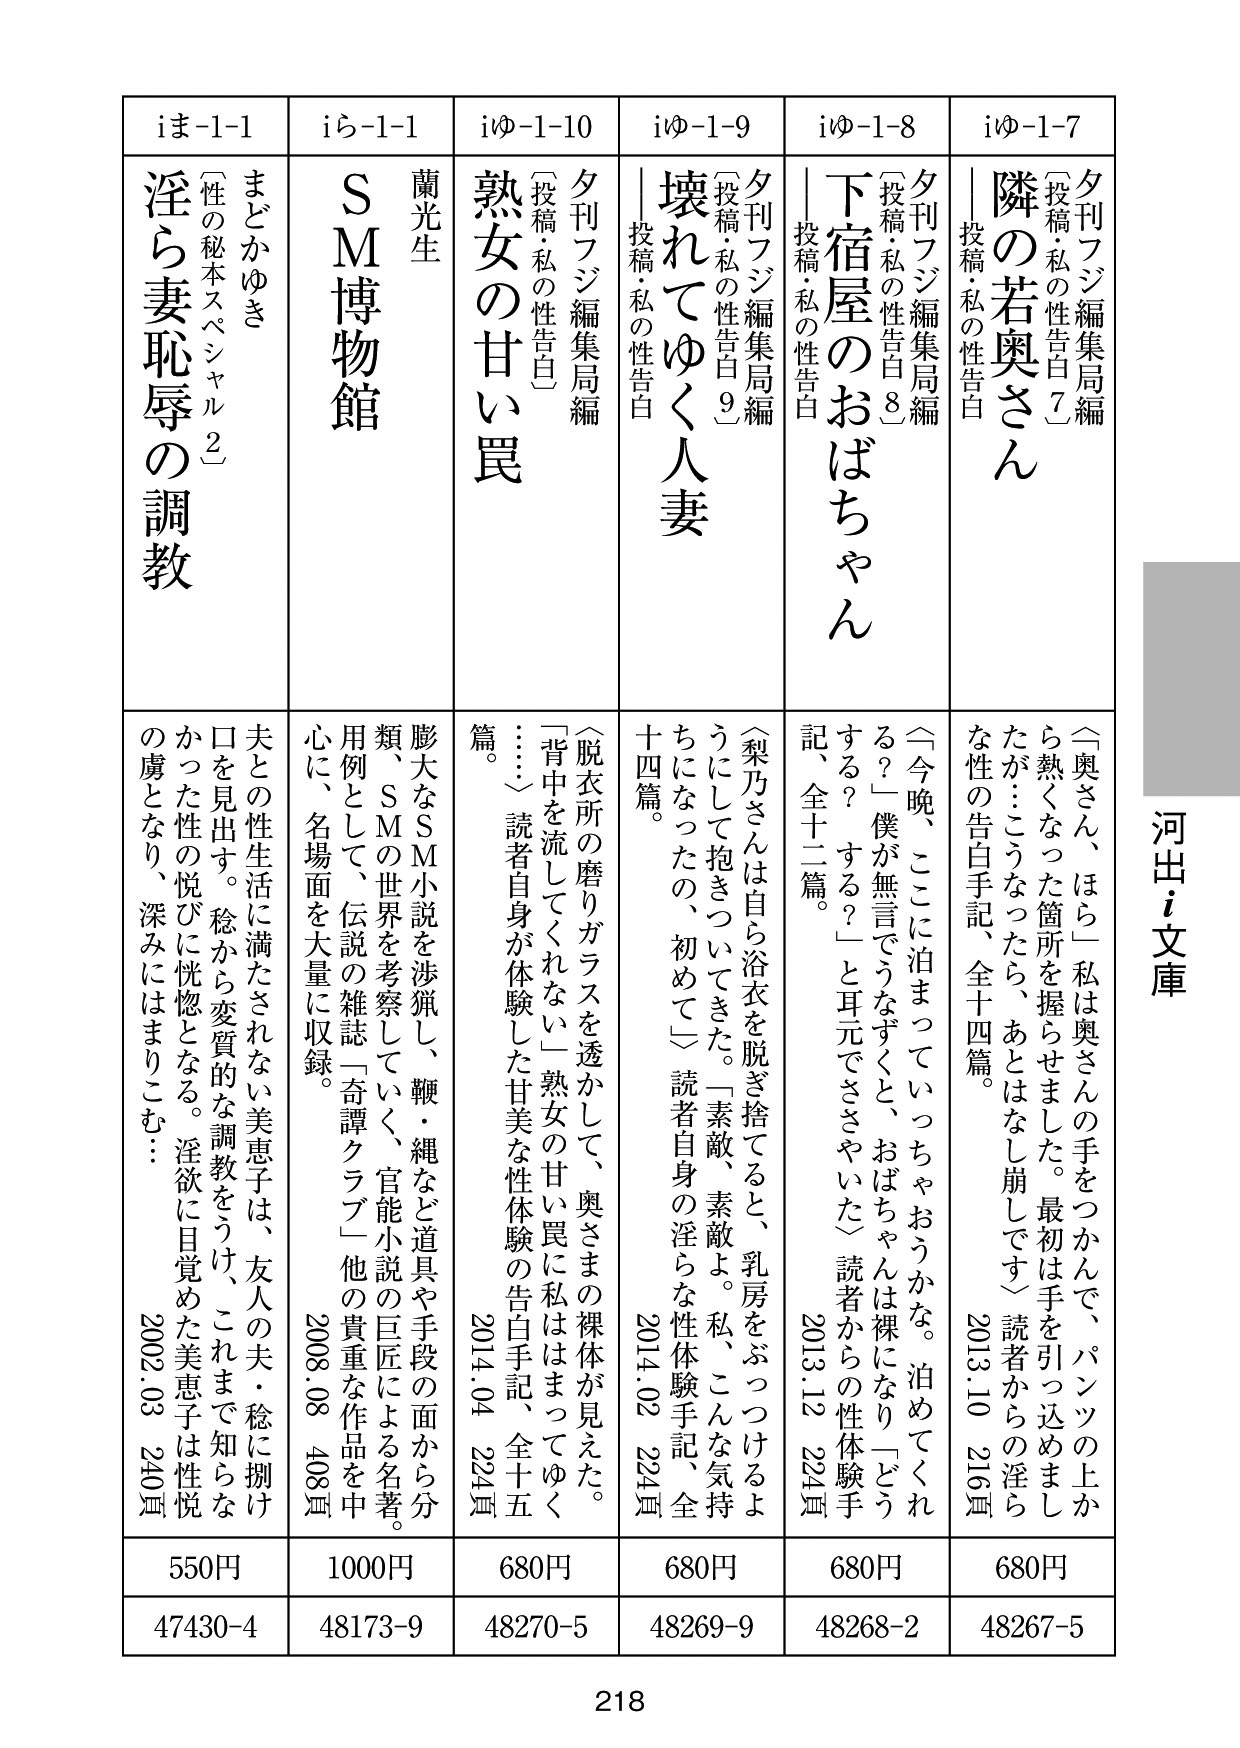 河出i文庫
iゆ-1-7
夕刊フジ編集局編
〔投稿・私の性告白 7〕
隣の若奥さん
――投稿・私の性告白
〈「奥さん、ほら」私は奥さんの手をつかんで、パンツの上か
ら熱くなった箇所を握らせました。最初は手を引っ込めまし
たが…こうなったら、あとはなし崩しです〉読者からの淫ら
な性の告白手記、全十四篇。 2013.10 216頁
680円
48267-5
iゆ-1-8
夕刊フジ編集局編
〔投稿・私の性告白 8〕
下宿屋のおばちゃん
――投稿・私の性告白
〈「今晩、ここに泊まっていっちゃおうかな。泊めてくれ
る?」僕が無言でうなずくと、おばちゃんは裸になり「どう
する? する?」と耳元でささやいた〉読者からの性体験手
記、全十二篇。 2013.12 224頁
680円
48268-2
iゆ-1-9
夕刊フジ編集局編
〔投稿・私の性告白 9〕
壊れてゆく人妻
――投稿・私の性告白
〈梨乃さんは自ら浴衣を脱ぎ捨てると、乳房をぶっつけるよ
うにして抱きついてきた。「素敵、素敵よ。私、こんな気持
ちになったの、初めて」〉読者自身の淫らな性体験手記、全
十四篇。 2014.02 224頁
680円
48269-9
iゆ-1-10
夕刊フジ編集局編
〔投稿・私の性告白〕
熟女の甘い罠
〈脱衣所の磨りガラスを透かして、奥さまの裸体が見えた。
「背中を流してくれない」熟女の甘い罠に私ははまってゆく
……〉読者自身が体験した甘美な性体験の告白手記、全十五
篇。 2014.04 224頁
680円
48270-5
iら-1-1
蘭光生
SM博物館
膨大なSM小説を渉猟し、鞭・縄など道具や手段の面から分
類、SMの世界を考察していく、官能小説の巨匠による名著。
用例として、伝説の雑誌「奇譚クラブ」他の貴重な作品を中
心に、名場面を大量に収録。 2008.08 408頁
1000円
48173-9
iま-1-1
まどかゆき
〔性の秘本スペシャル 2〕
淫ら妻恥辱の調教
夫との性生活に満たされない美恵子は、友人の夫・稔に捌け
口を見出す。稔から変質的な調教をうけ、これまで知らな
かった性の悦びに恍惚となる。淫欲に目覚めた美恵子は性悦
の虜となり、深みにはまりこむ… 2002.03 240頁
550円
47430-4
218